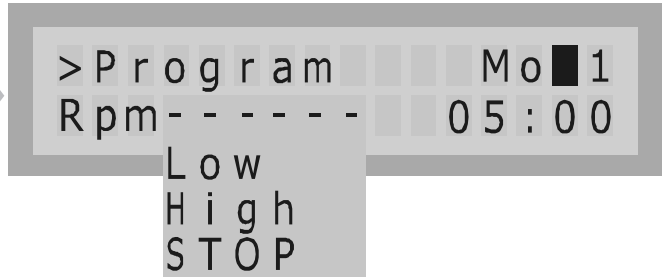 >Program Mo 1
Rpm------ 05:00
Low
High
STOP